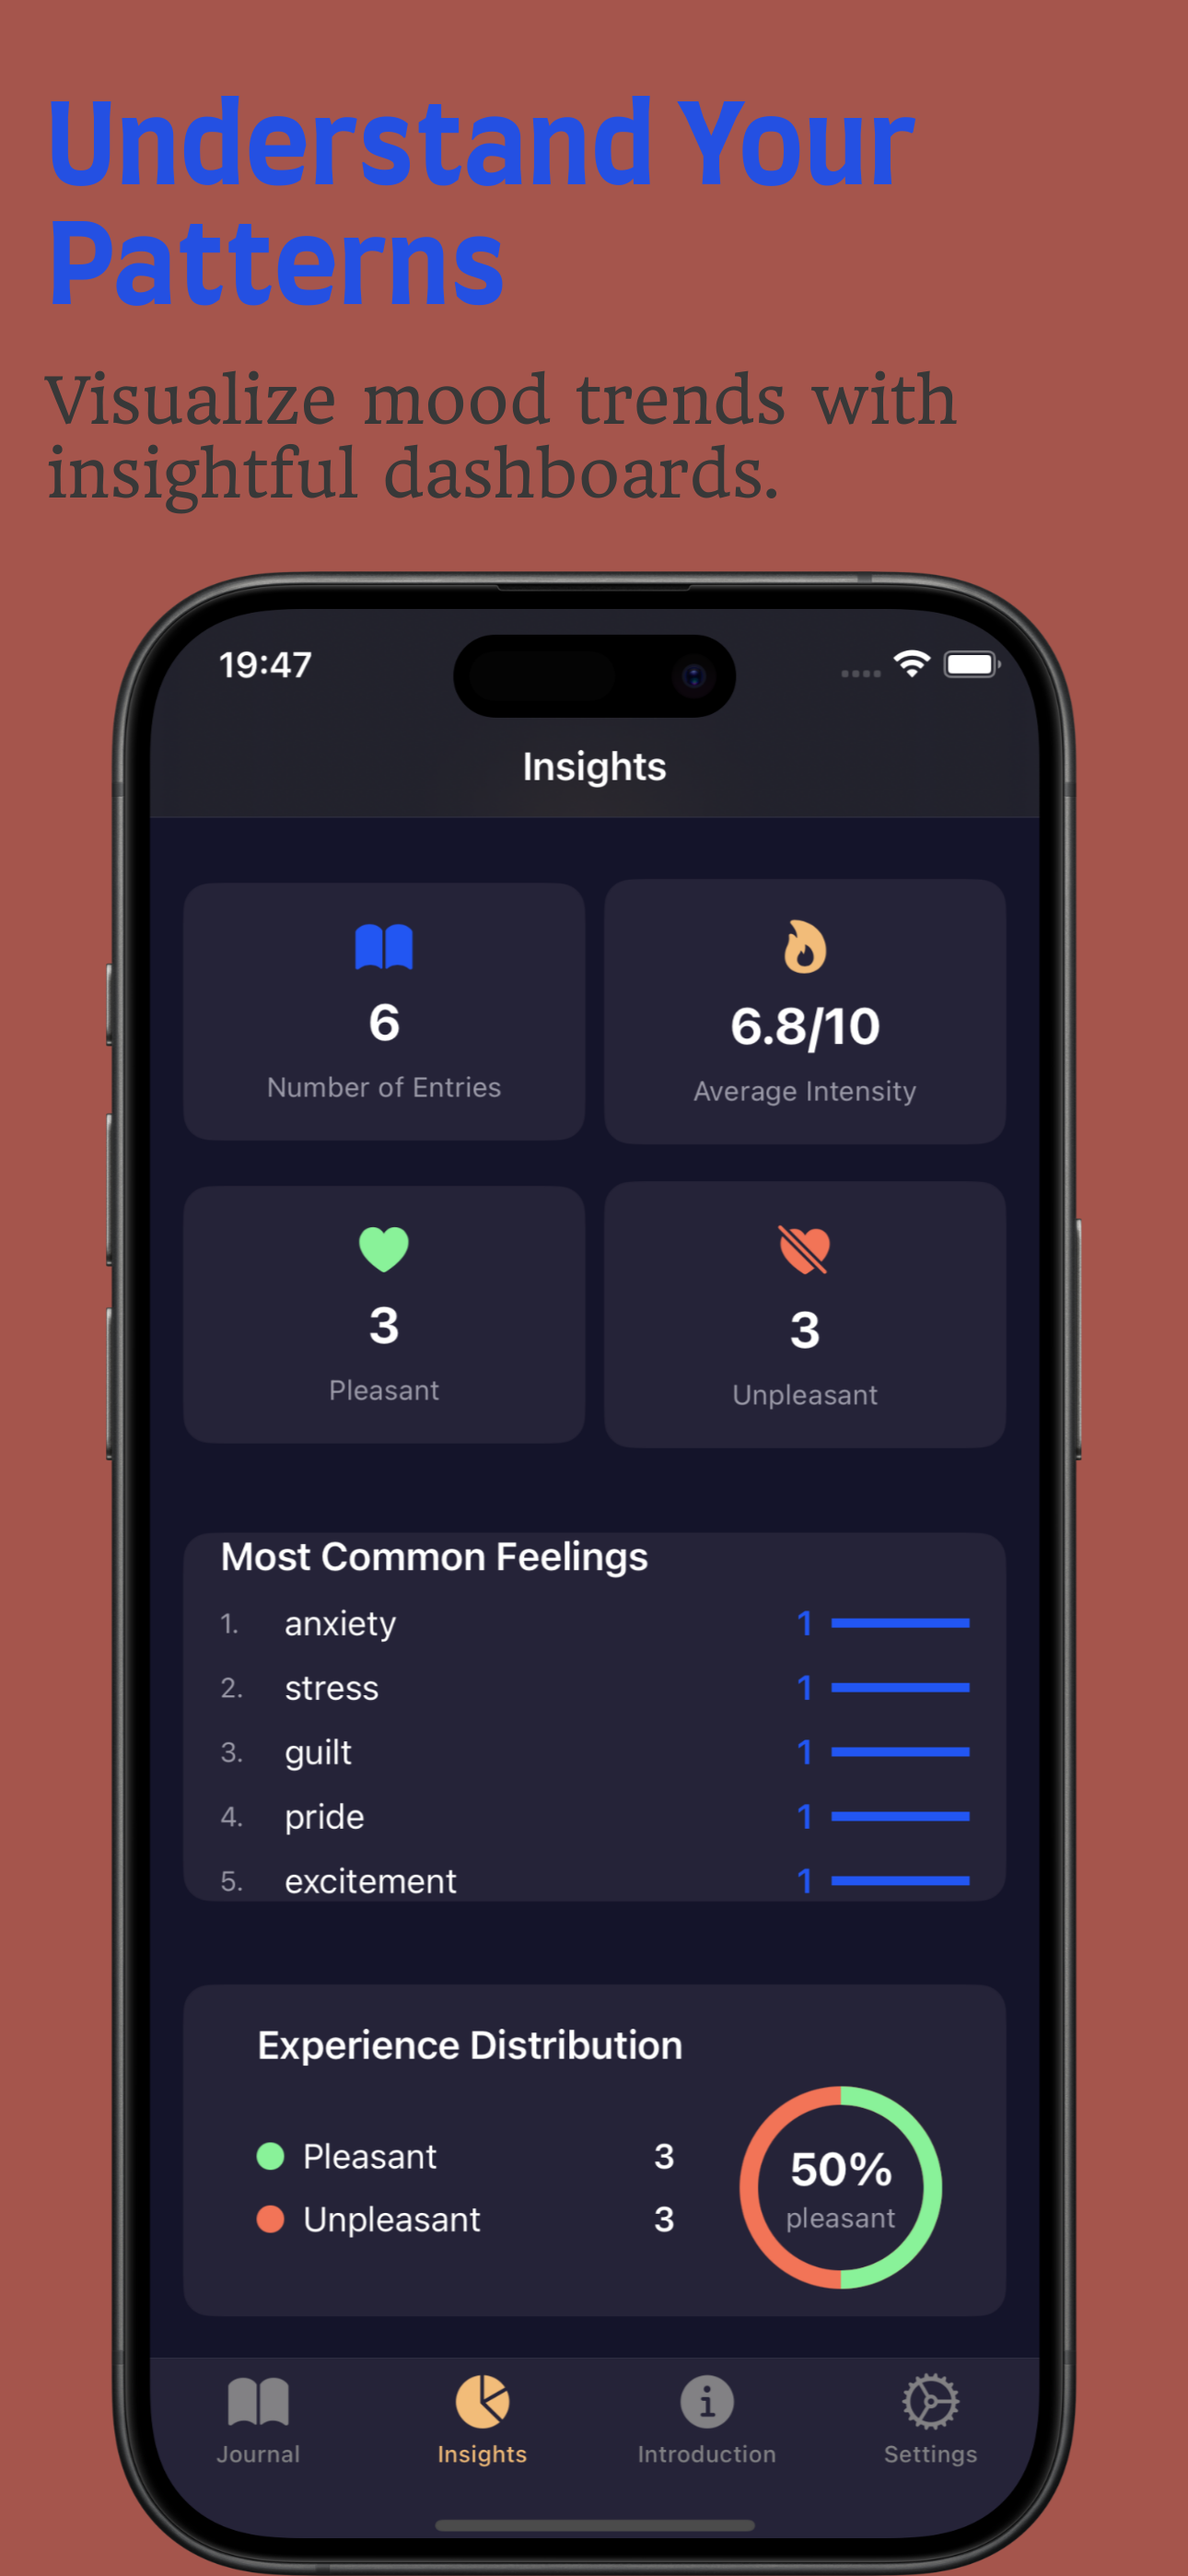 Understand Your
Patterns
Visualize mood trends with
insightful dashboards.
19:47
Insights
6
Number of Entries
6.8/10
Average Intensity
3
Pleasant
3
Unpleasant
Most Common Feelings
1. anxiety 1
2. stress 1
3. guilt 1
4. pride 1
5. excitement 1
Experience Distribution
Pleasant 3
Unpleasant 3
50%
pleasant
Journal Insights Introduction Settings